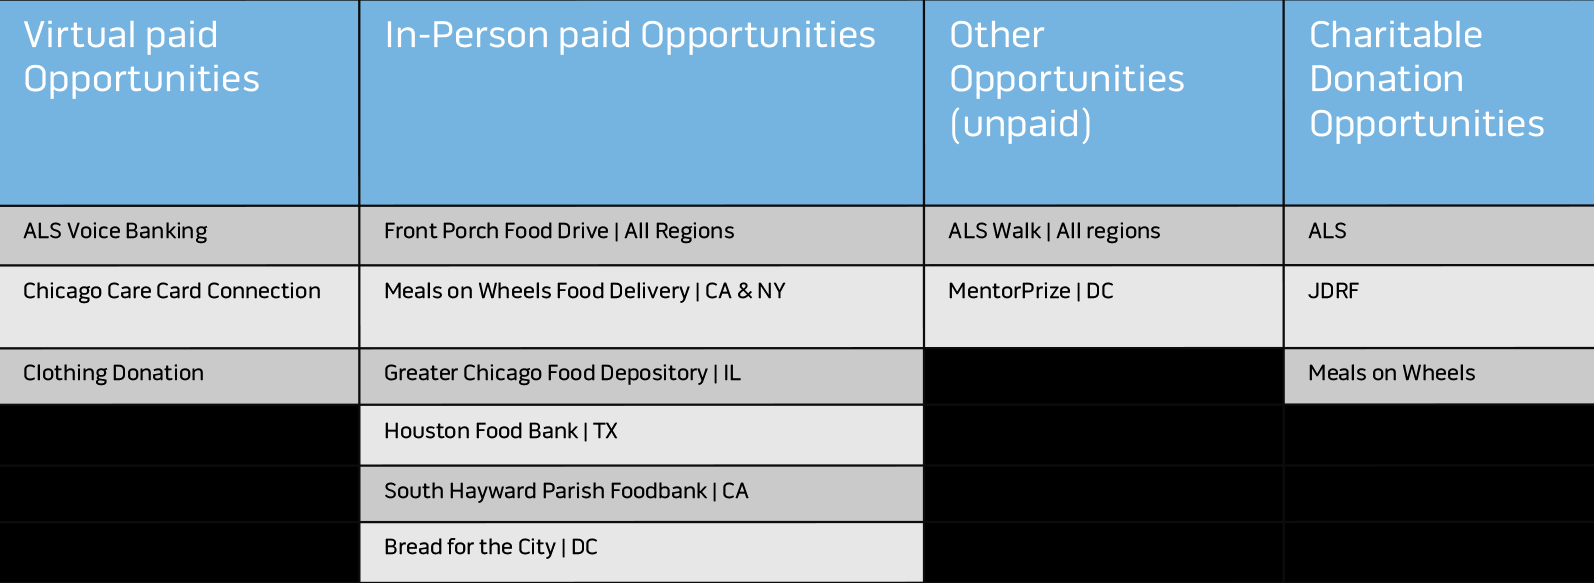 Virtual paid
Opportunities
In-Person paid Opportunities
Other
Opportunities
(unpaid)
Charitable
Donation
Opportunities
ALS Voice Banking
Front Porch Food Drive | All Regions
ALS Walk | All regions
ALS
Chicago Care Card Connection
Meals on Wheels Food Delivery | CA & NY
MentorPrize | DC
JDRF
Clothing Donation
Greater Chicago Food Depository | IL
Meals on Wheels
Houston Food Bank | TX
South Hayward Parish Foodbank | CA
Bread for the City | DC